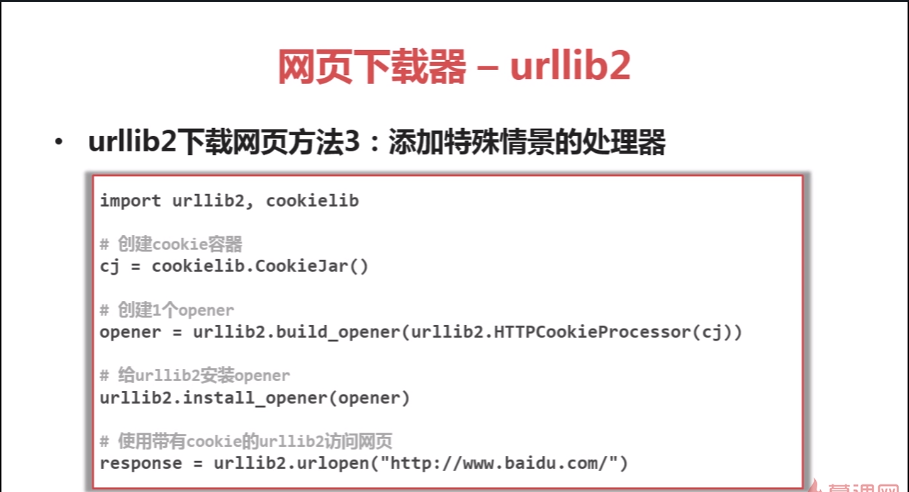 网页下载器 – urllib2
• urllib2下载网页方法3：添加特殊情景的处理器
import urllib2, cookielib
# 创建cookie容器
cj = cookielib.CookieJar()
# 创建1个opener
opener = urllib2.build_opener(urllib2.HTTPCookieProcessor(cj))
# 给urllib2安装opener
urllib2.install_opener(opener)
# 使用带有cookie的urllib2访问网页
response = urllib2.urlopen("http://www.baidu.com/")